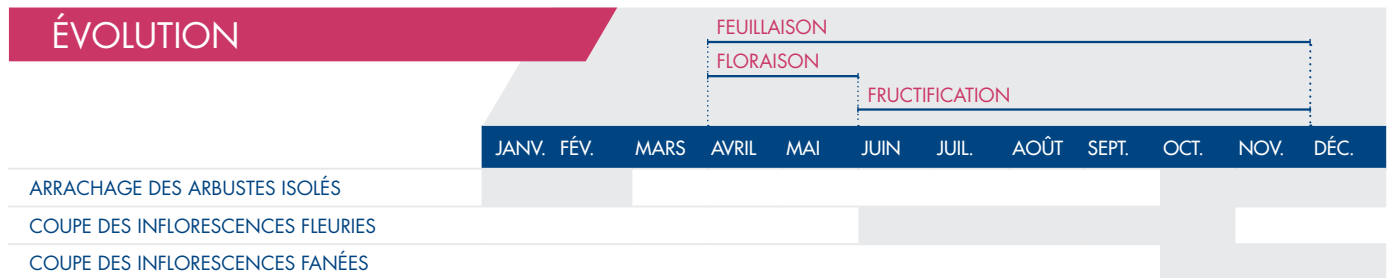 ÉVOLUTION
FEUILLAISON
FLORAISON
FRUCTIFICATION
JANV. FÉV. MARS AVRIL MAI JUIN JUIL. AOÛT SEPT. OCT. NOV. DÉC.
ARRACHAGE DES ARBUSTES ISOLÉS
COUPE DES INFLORESCENCES FLEURIES
COUPE DES INFLORESCENCES FANÉES